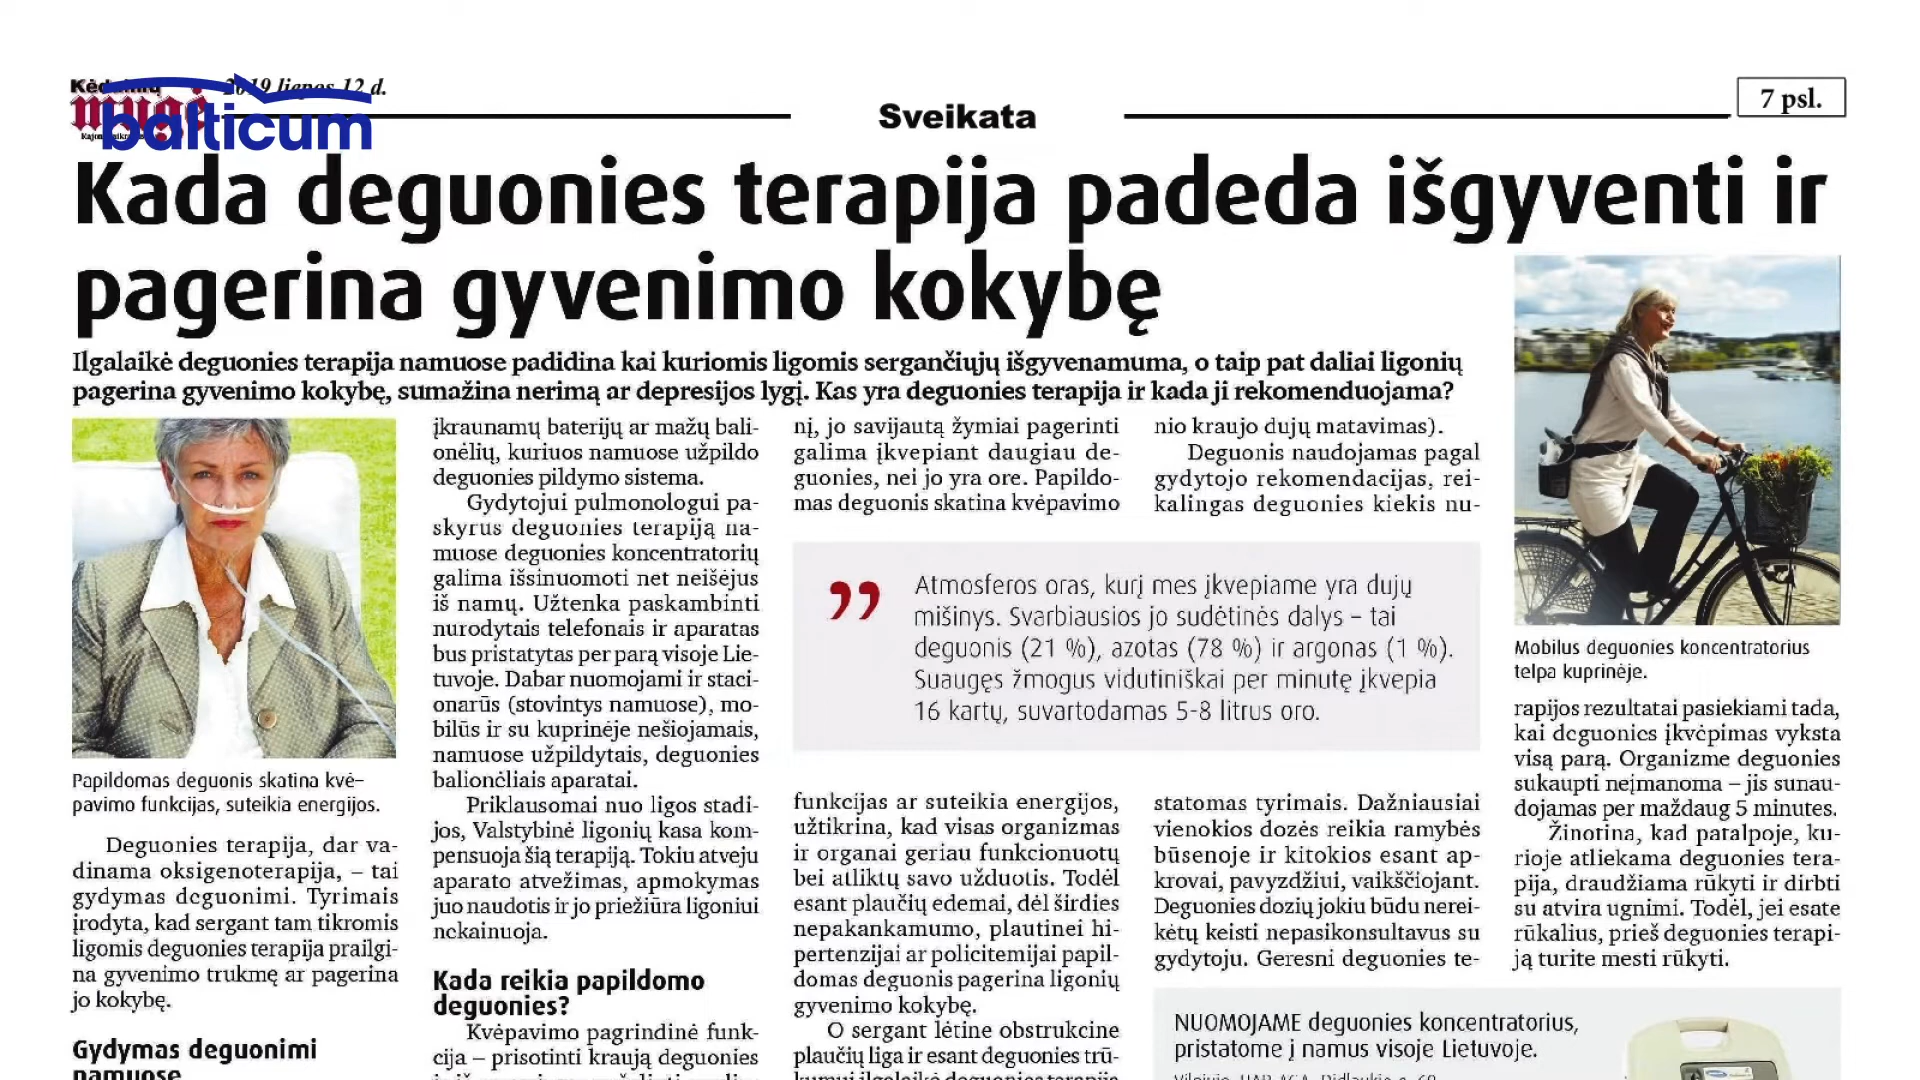 2019 liepos 12 d.
balticum
Sveikata
7 psl.
Kada deguonies terapija padeda išgyventi ir
pagerina gyvenimo kokybę
Ilgalaikė deguonies terapija namuose padidina kai kuriomis ligomis sergančiųjų išgyvenamuma, o taip pat daliai ligonių
pagerina gyvenimo kokybę, sumažina nerimą ar depresijos lygį. Kas yra deguonies terapija ir kada ji rekomenduojama?
Papildomas deguonis skatina kvė-
pavimo funkcijas, suteikia energijos.
Deguonies terapija, dar va-
dinama oksigenoterapija, – tai
gydymas deguonimi. Tyrimais
įrodyta, kad sergant tam tikromis
ligomis deguonies terapija prailgi-
na gyvenimo trukmę ar pagerina
jo kokybę.
Gydymas deguonimi
namuose
įkraunamų baterijų ar mažų bali-
onėlių, kuriuos namuose užpildo
deguonies pildymo sistema.
Gydytojui pulmonologui pa-
skyrus deguonies terapiją na-
muose deguonies koncentratorių
galima išsinuomoti net neišėjus
iš namų. Užtenka paskambinti
nurodytais telefonais ir aparatas
bus pristatytas per parą visoje Lie-
tuvoje. Dabar nuomojami ir staci-
onarūs (stovintys namuose), mo-
bilūs ir su kuprinėje nešiojamais,
namuose užpildytais, deguonies
balionėliais aparatai.
Priklausomai nuo ligos stadi-
jos, Valstybinė ligonių kasa kom-
pensuoja šią terapiją. Tokiu atveju
aparato atvežimas, apmokymas
juo naudotis ir jo priežiūra ligoniui
nekainuoja.
Kada reikia papildomo
deguonies?
Kvėpavimo pagrindinė funk-
cija – prisotinti kraują deguonies
nį, jo savijautą žymiai pagerinti
galima įkvepiant daugiau de-
guonies, nei jo yra ore. Papildo-
mas deguonis skatina kvėpavimo
” Atmosferos oras, kurį mes įkvepiame yra dujų
mišinys. Svarbiausios jo sudėtinės dalys – tai
deguonis (21 %), azotas (78 %) ir argonas (1 %).
Suaugęs žmogus vidutiniškai per minutę įkvepia
16 kartų, suvartodamas 5-8 litrus oro.
funkcijas ar suteikia energijos,
užtikrina, kad visas organizmas
ir organai geriau funkcionuotų
bei atliktų savo užduotis. Todėl
esant plaučių edemai, dėl širdies
nepakankamumo, plautinei hi-
pertenzijai ar policitemijai papil-
domas deguonis pagerina ligonių
gyvenimo kokybę.
O sergant lėtine obstrukcine
plaučių liga ir esant deguonies trū-
kumui ilgalaikė deguonies terapija
nio kraujo dujų matavimas).
Deguonis naudojamas pagal
gydytojo rekomendacijas, rei-
kalingas deguonies kiekis nu-
statomas tyrimais. Dažniausiai
vienokios dozės reikia ramybės
būsenoje ir kitokios esant ap-
krovai, pavyzdžiui, vaikščiojant.
Deguonies dozių jokiu būdu nerei-
kėtų keisti nepasikonsultavus su
gydytoju. Geresni deguonies te-
Mobilus deguonies koncentratorius
telpa kuprinėje.
rapijos rezultatai pasiekiami tada,
kai deguonies įkvėpimas vyksta
visą parą. Organizme deguonies
sukaupti neįmanoma – jis sunau-
dojamas per maždaug 5 minutes.
Žinotina, kad patalpoje, ku-
rioje atliekama deguonies tera-
pija, draudžiama rūkyti ir dirbti
su atvira ugnimi. Todėl, jei esate
rūkalius, prieš deguonies terapi-
ją turite mesti rūkyti.
NUOMOJAME deguonies koncentratorius,
pristatome į namus visoje Lietuvoje.